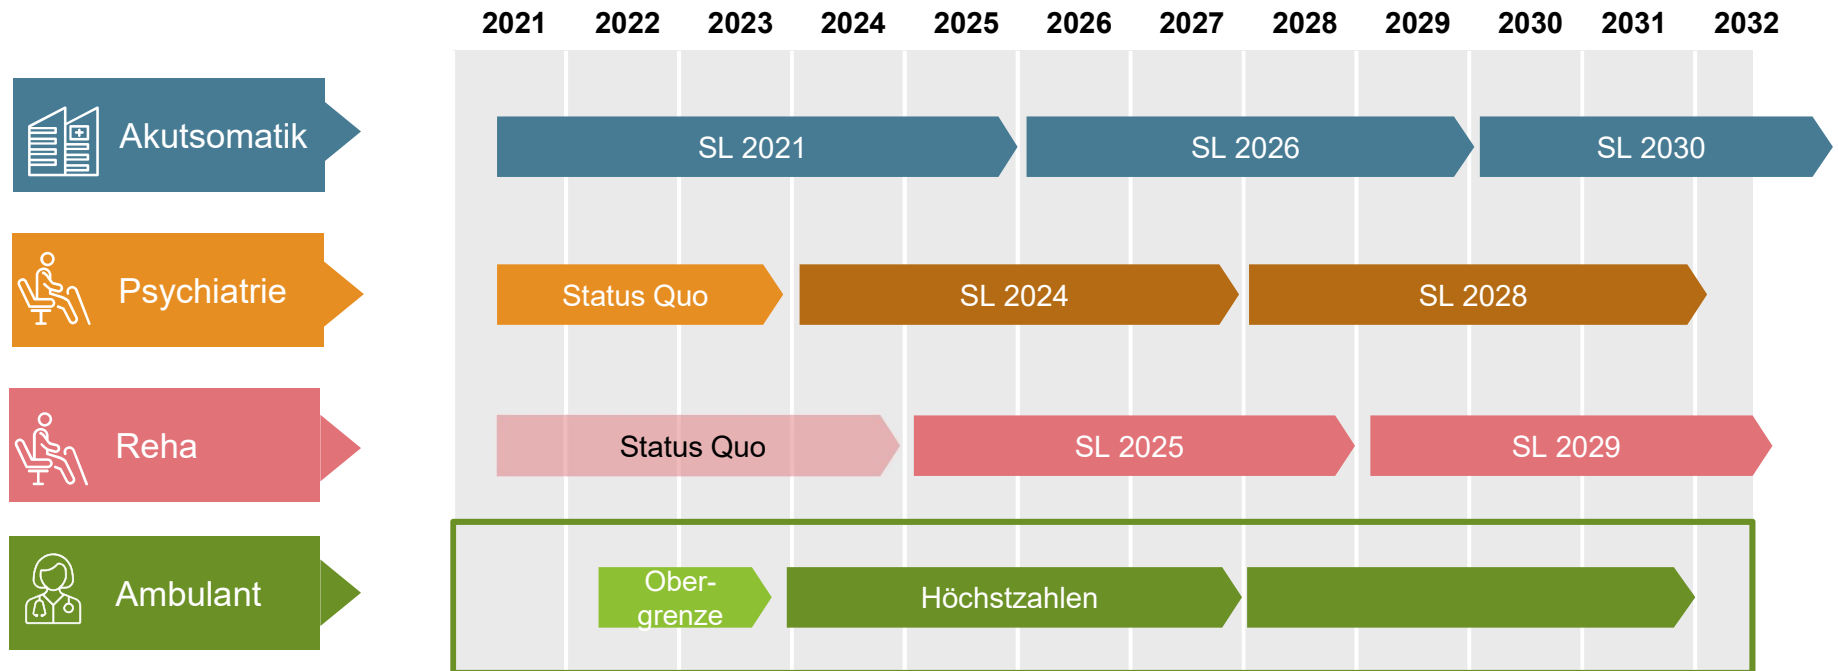 2021 2022 2023 2024 2025 2026 2027 2028 2029 2030 2031 2032
Akutsomatik
SL 2021
SL 2026
SL 2030
Psychiatrie
Status Quo
SL 2024
SL 2028
Reha
Status Quo
SL 2025
SL 2029
Ambulant
Ober-
grenze
Höchstzahlen